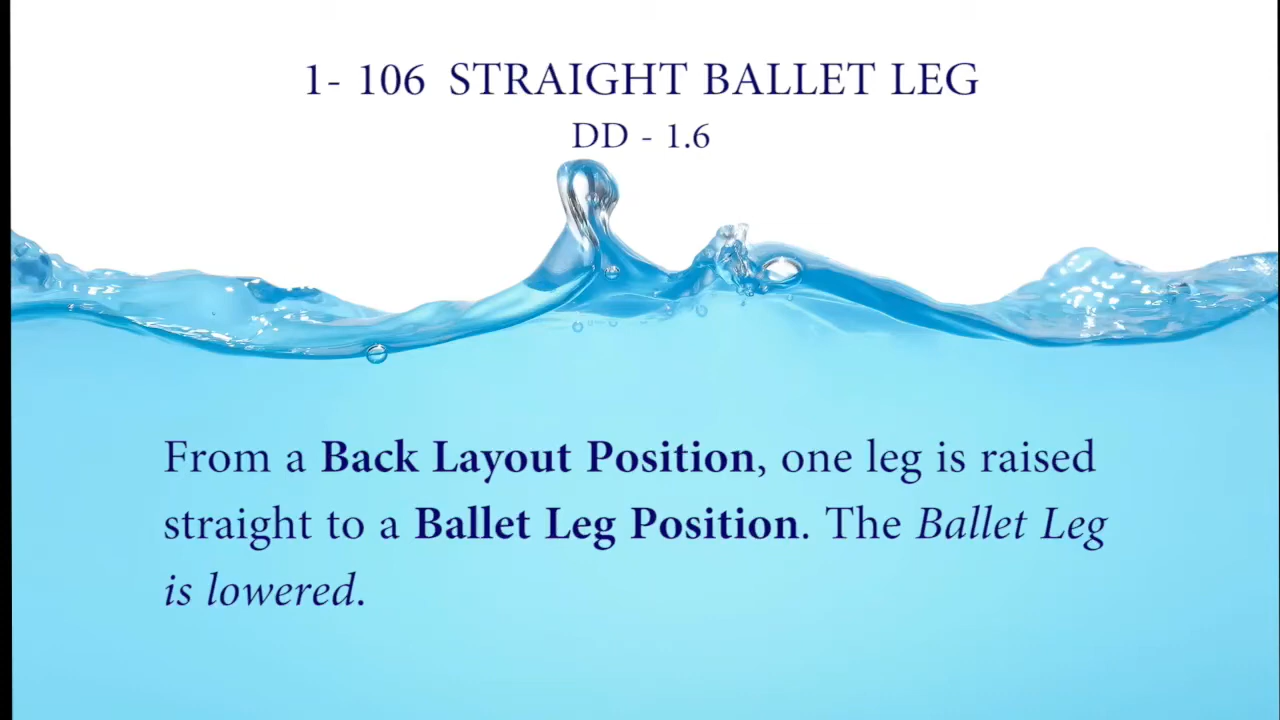 1- 106 STRAIGHT BALLET LEG
DD - 1.6
From a Back Layout Position, one leg is raised
straight to a Ballet Leg Position. The Ballet Leg
is lowered.